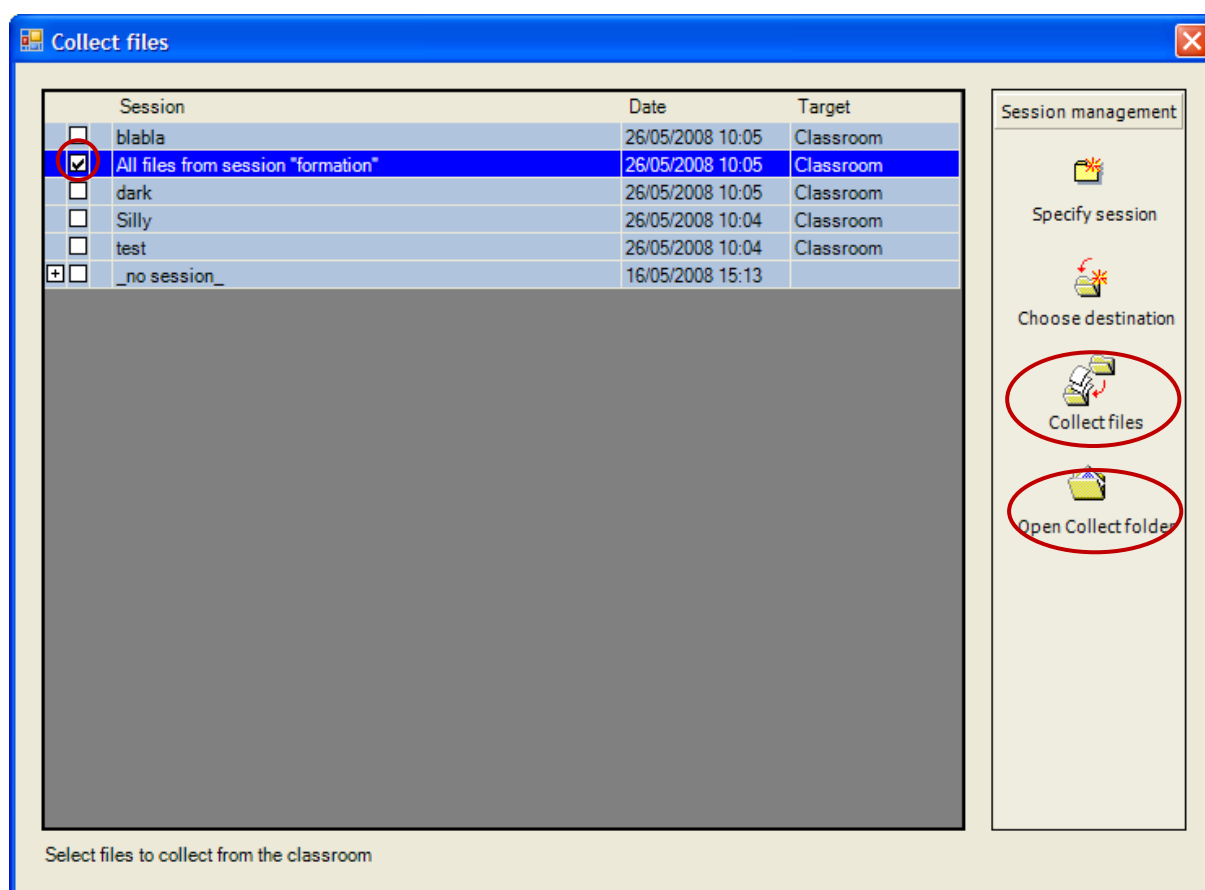 Collect files
Session Date Target
blabla 26/05/2008 10:05 Classroom
All files from session "formation" 26/05/2008 10:05 Classroom
dark 26/05/2008 10:05 Classroom
Silly 26/05/2008 10:04 Classroom
test 26/05/2008 10:04 Classroom
_no session_ 16/05/2008 15:13
Session management
Specify session
Choose destination
Collect files
Open Collect folder
Select files to collect from the classroom